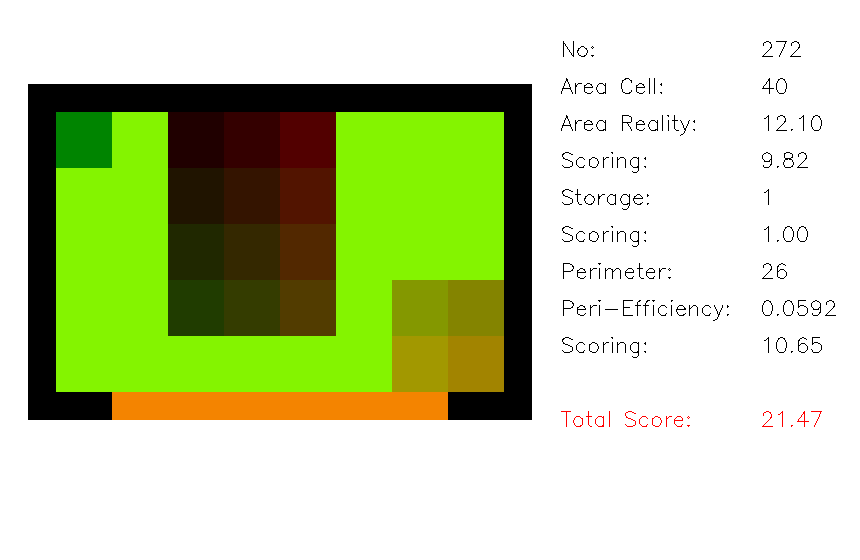 No: 272
Area Cell: 40
Area Reality: 12.10
Scoring: 9.82
Storage: 1
Scoring: 1.00
Perimeter: 26
Peri-Efficiency: 0.0592
Scoring: 10.65
Total Score: 21.47